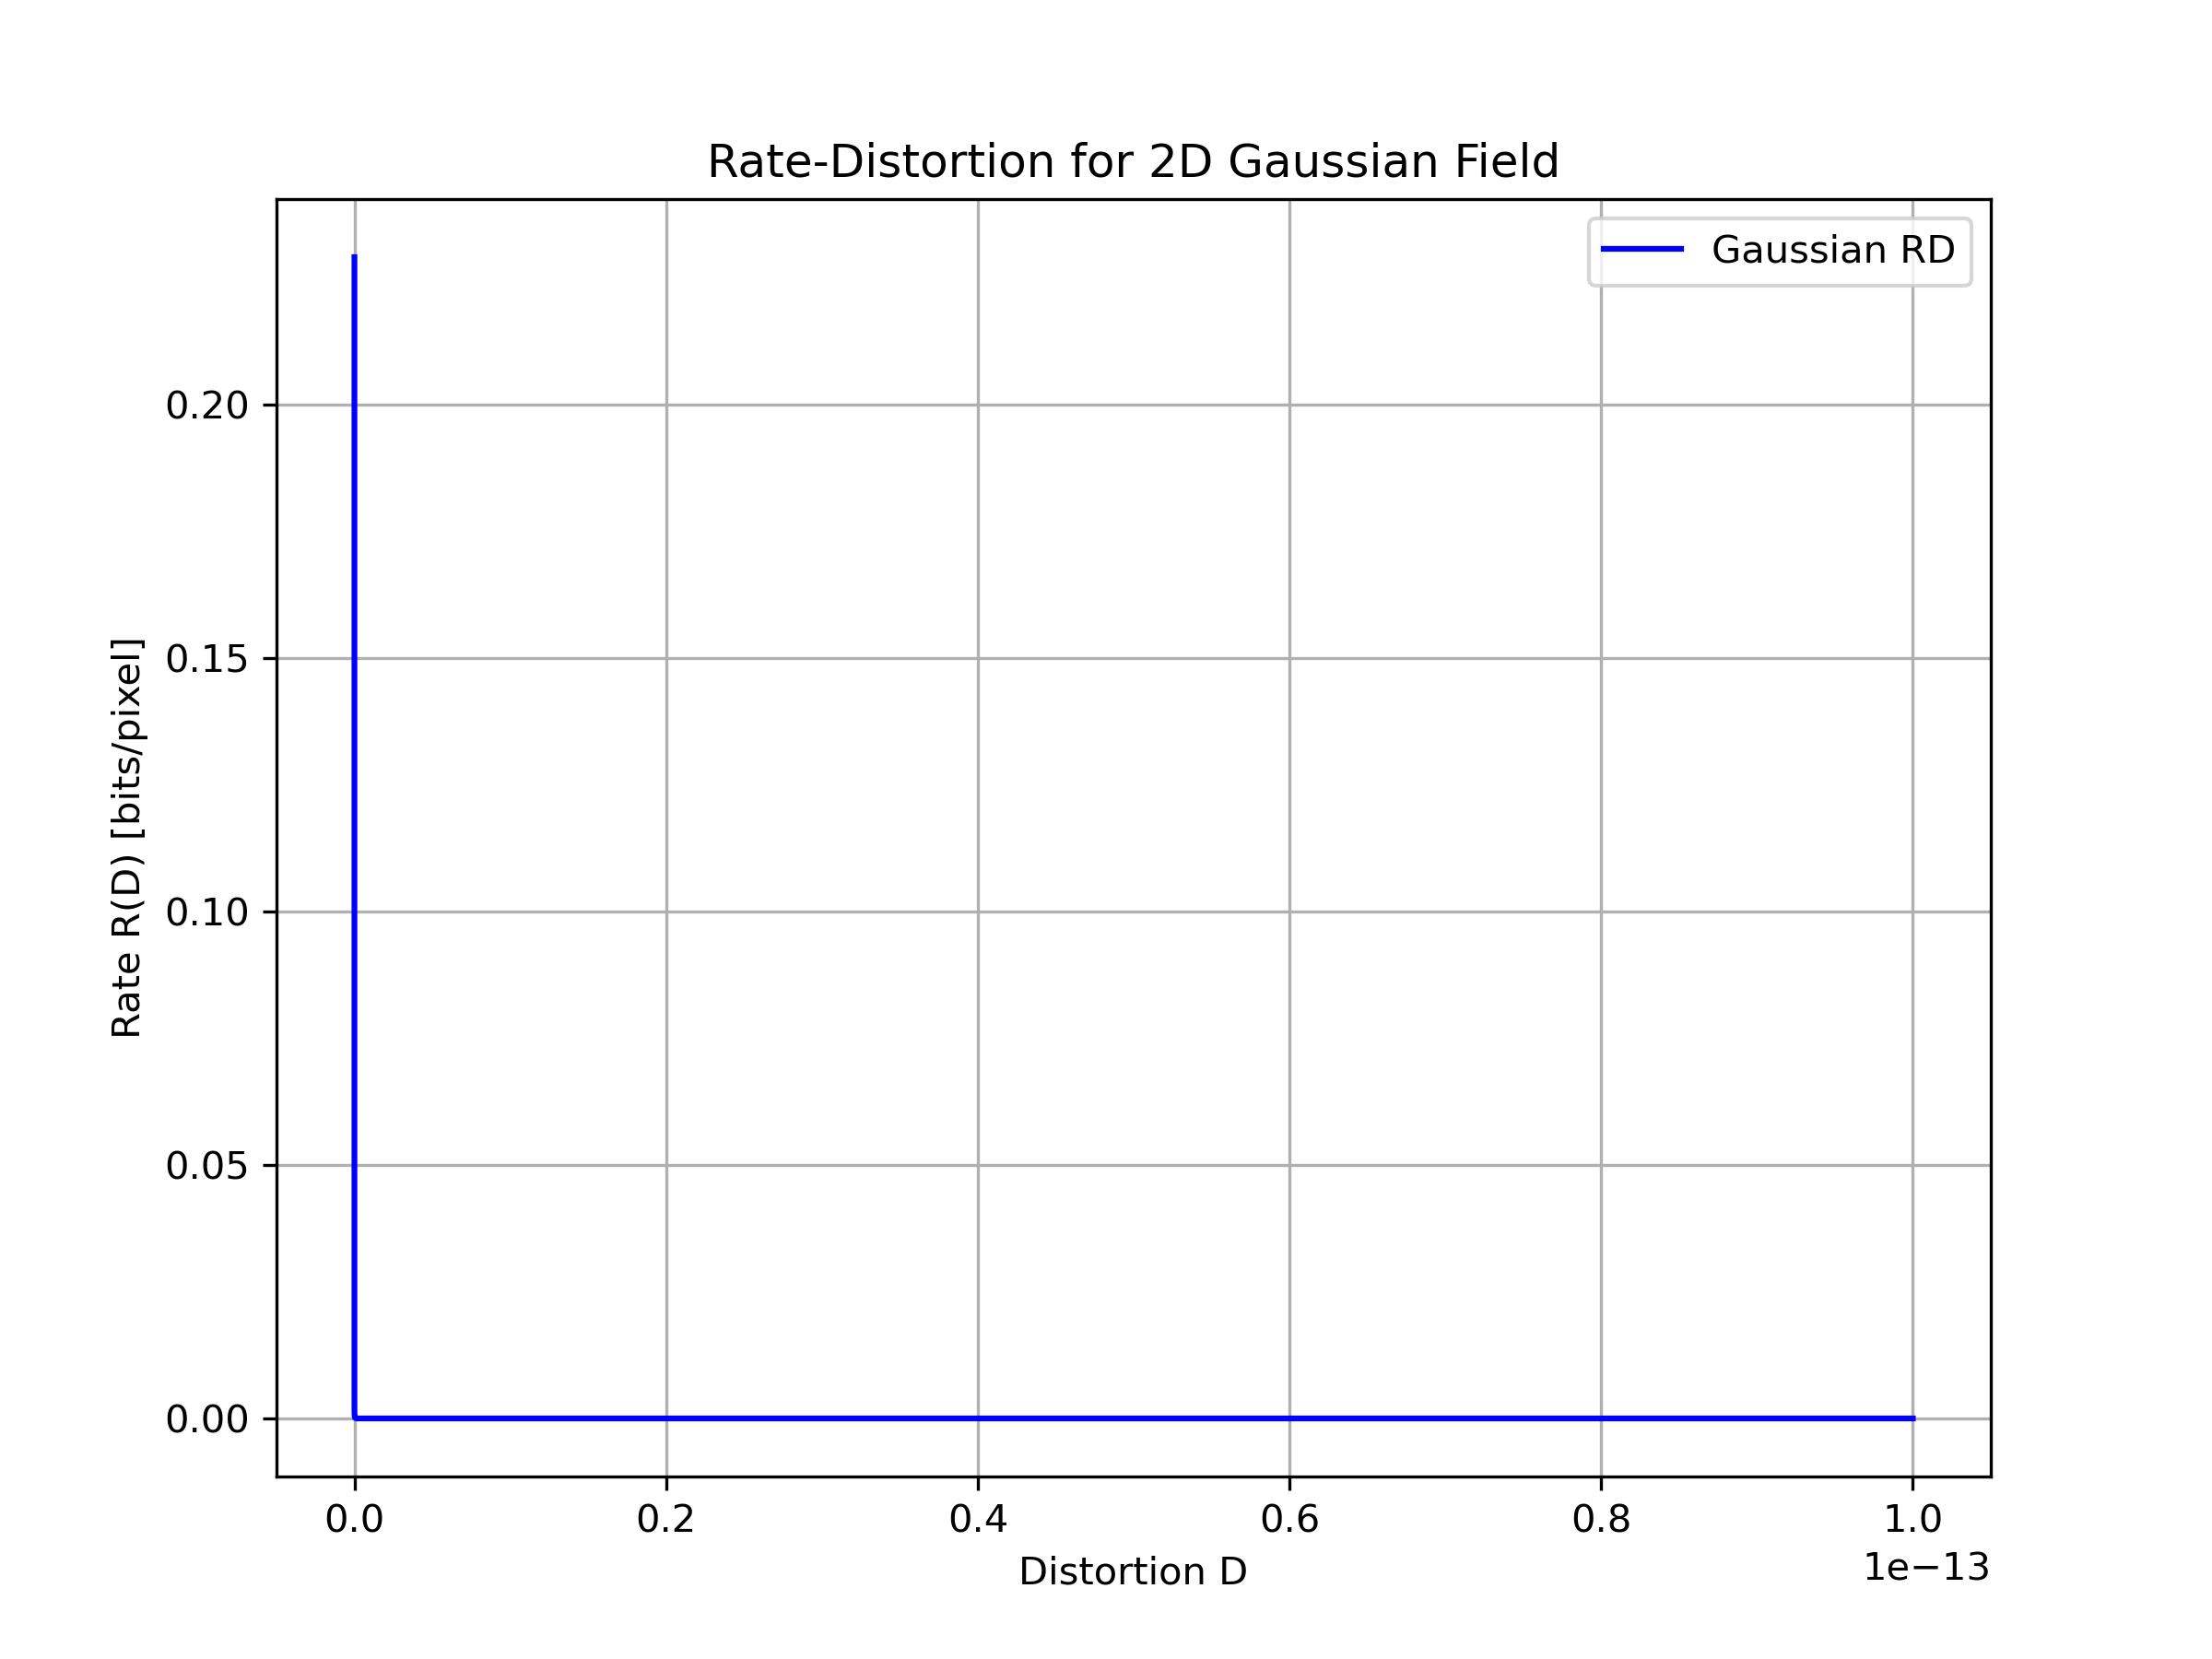 Rate-Distortion for 2D Gaussian Field
Gaussian RD
Rate R(D) [bits/pixel]
0.20
0.15
0.10
0.05
0.00
0.0 0.2 0.4 0.6 0.8 1.0
1e−13
Distortion D